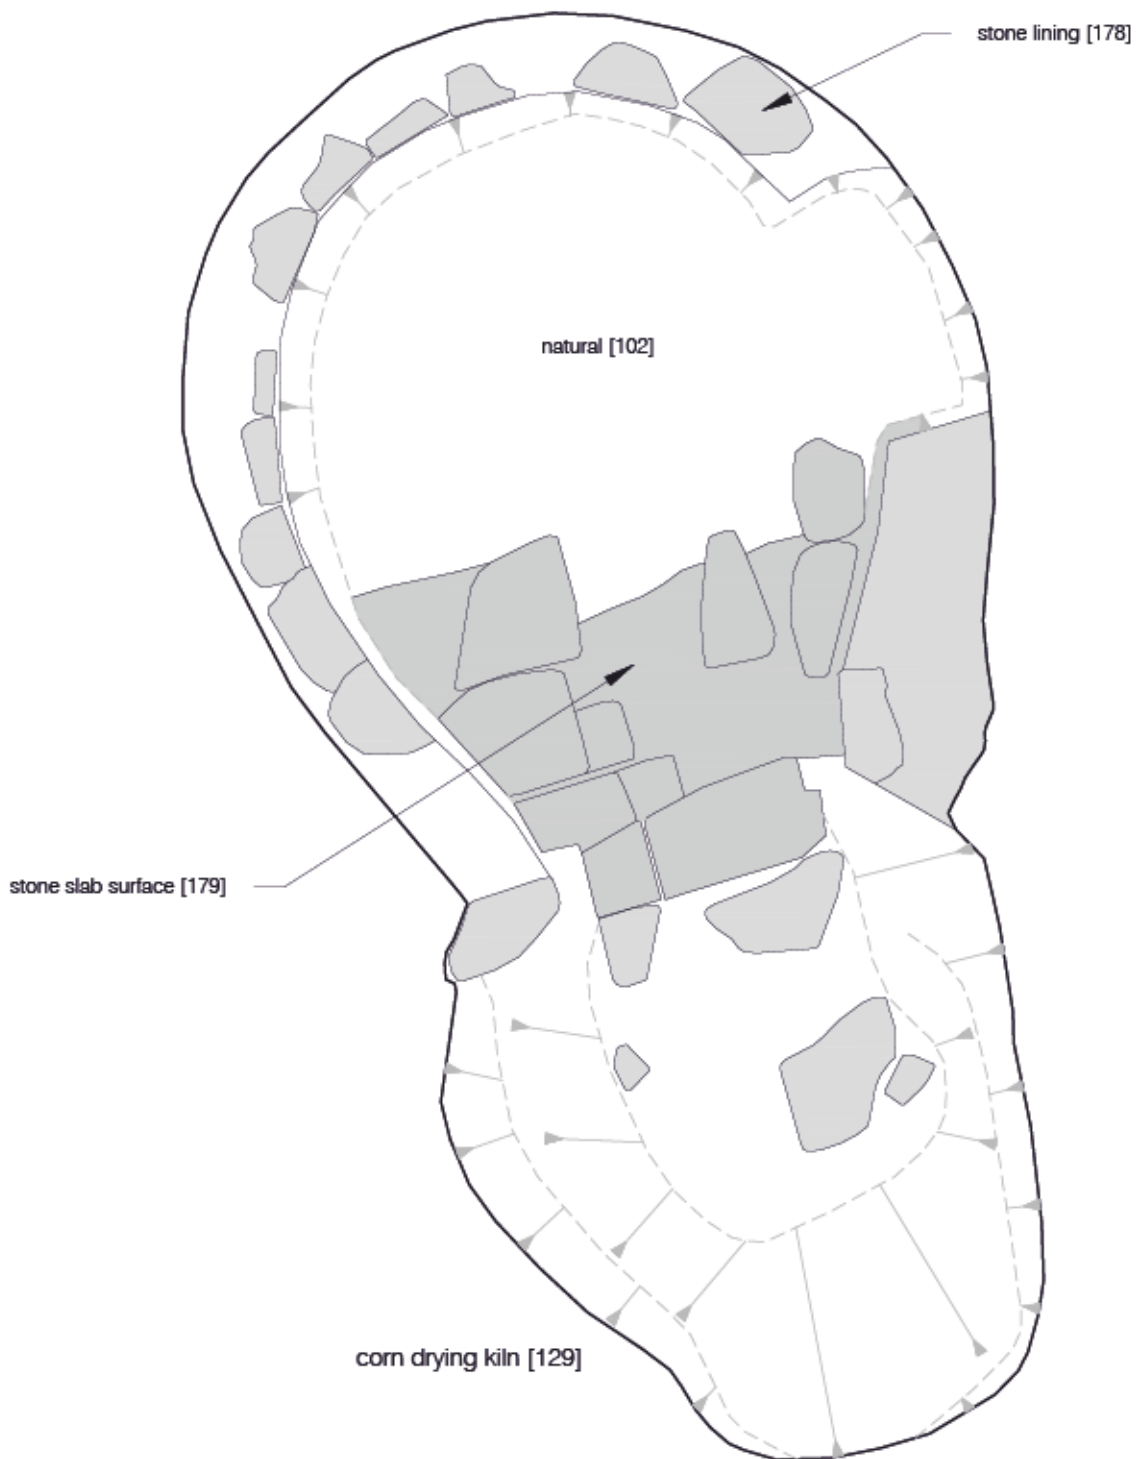 stone lining [178]
natural [102]
stone slab surface [179]
corn drying kiln [129]